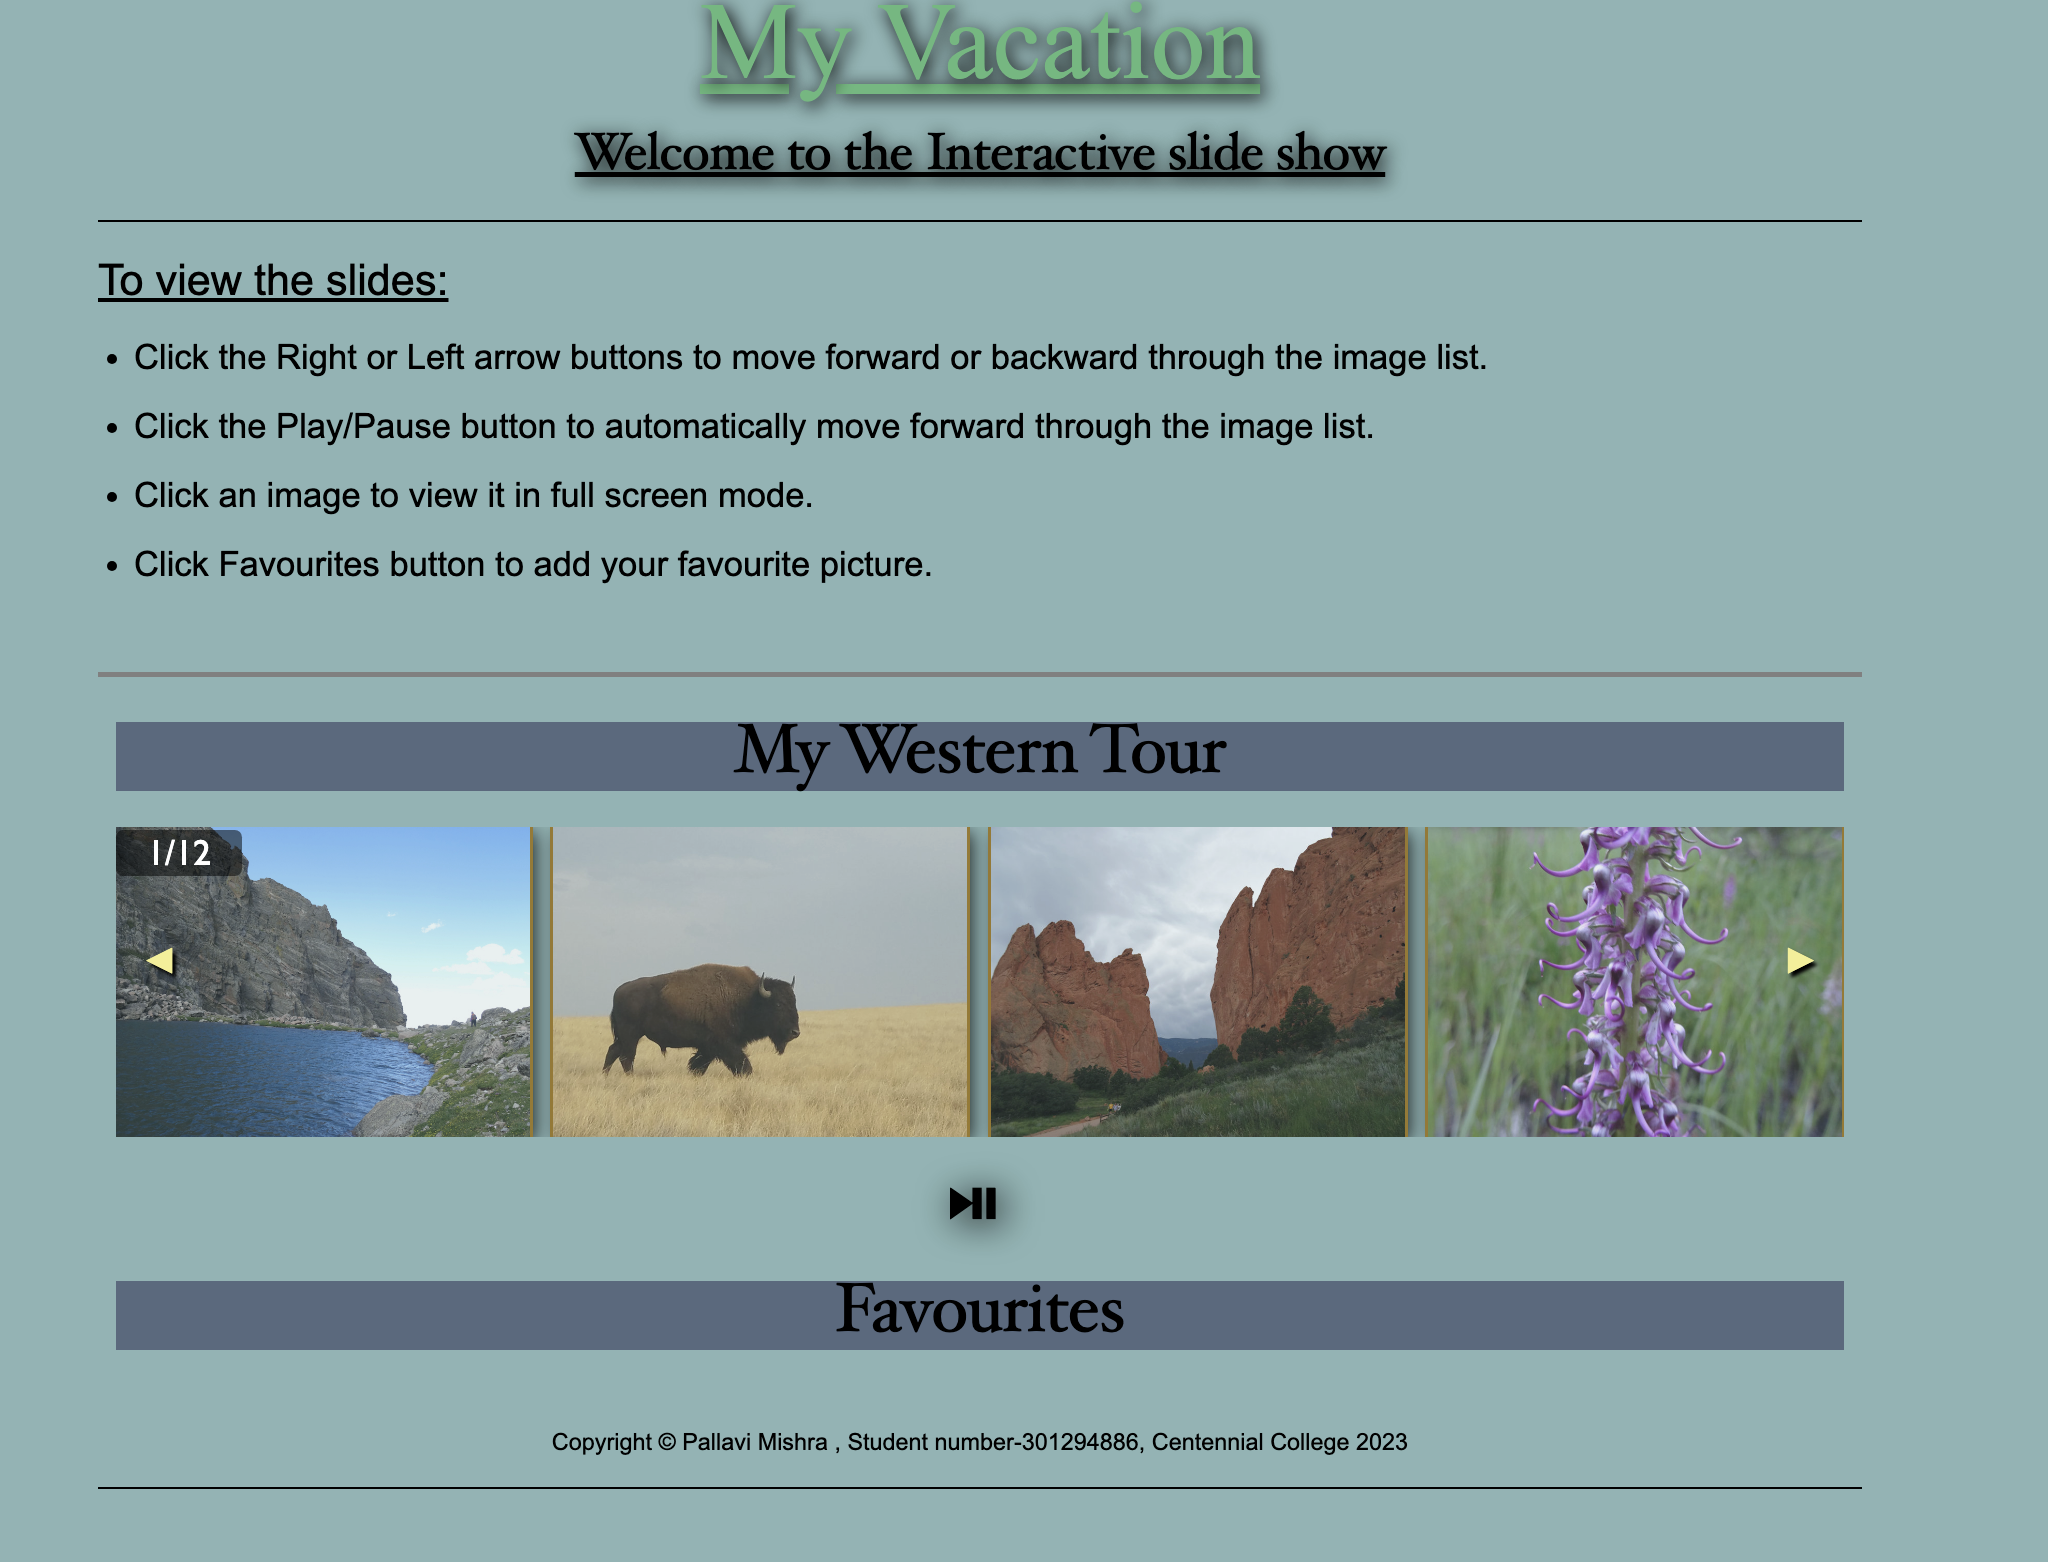 My Vacation
Welcome to the Interactive slide show
To view the slides:
• Click the Right or Left arrow buttons to move forward or backward through the image list.
• Click the Play/Pause button to automatically move forward through the image list.
• Click an image to view it in full screen mode.
• Click Favourites button to add your favourite picture.
My Western Tour
1/12
Favourites
Copyright © Pallavi Mishra , Student number-301294886, Centennial College 2023